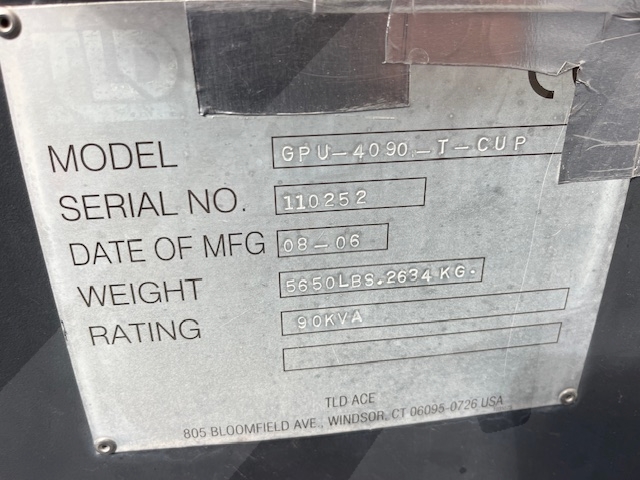 TLD
MODEL GPU-4090-T-CUP
SERIAL NO. 110252
DATE OF MFG 08-06
WEIGHT 5650LBS.2634KG.
RATING 90KVA
TLD ACE
805 BLOOMFIELD AVE., WINDSOR, CT 06095-0726 USA